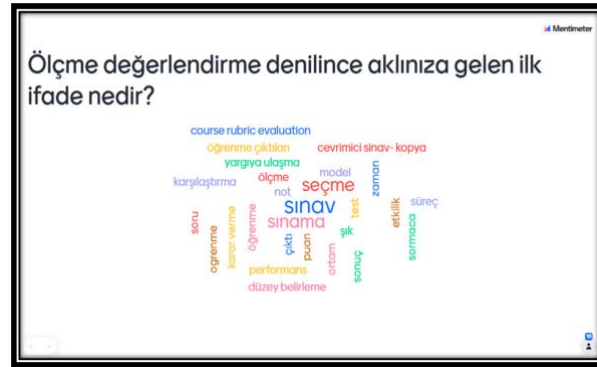 Mentimeter
Ölçme değerlendirme denilince aklınıza gelen ilk
ifade nedir?
course rubric evaluation
öğrenme çıktıları
cevrimici sinav- kopya
yargıya ulaşma
model
zaman
karşılaştırma
ölçme
not
seçme
süreç
sınav
test
etkilik
sormaca
soru
ogrenme
karar verme
öğrenme
sınama
çıktı
puan
ortam
şık
sonuç
performans
düzey belirleme